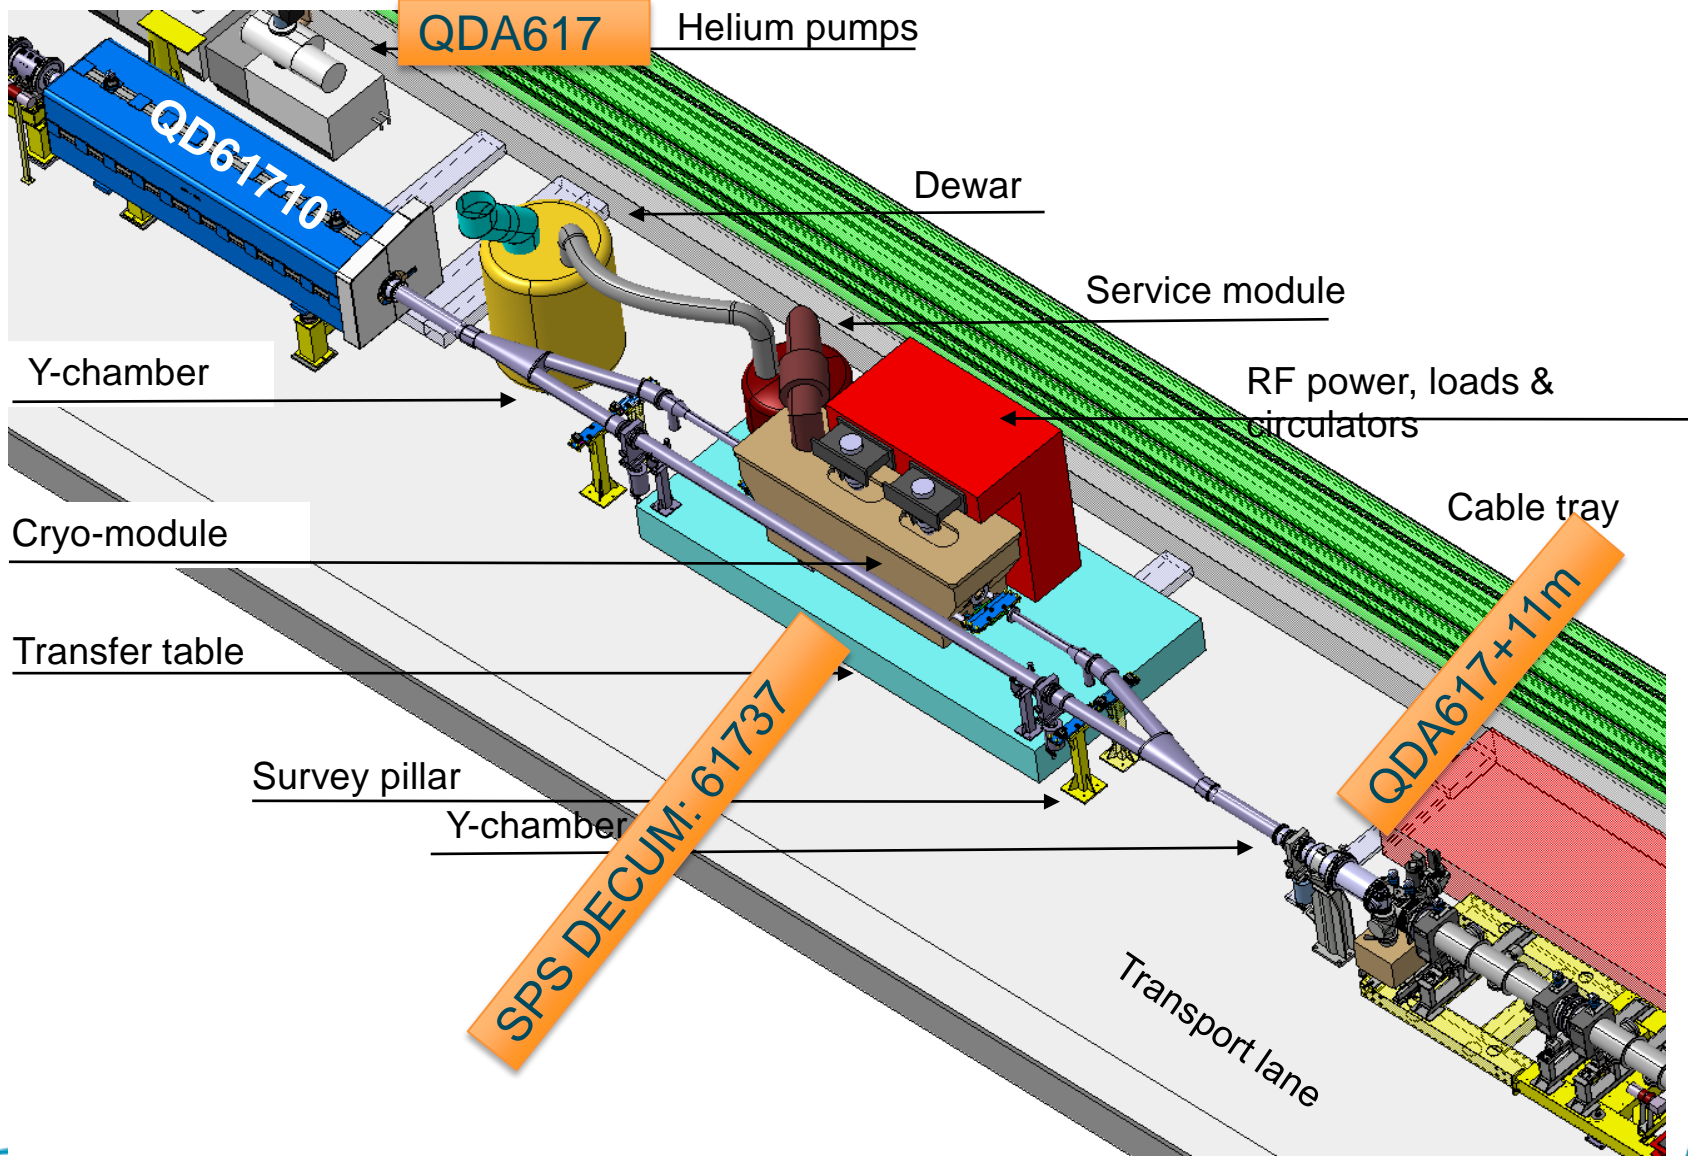 QDA617
Helium pumps
QD61710
Dewar
Service module
Y-chamber
RF power, loads &
circulators
Cable tray
Cryo-module
QDA617+11m
Transfer table
SPS DECUM: 61737
Survey pillar
Y-chamber
Transport lane